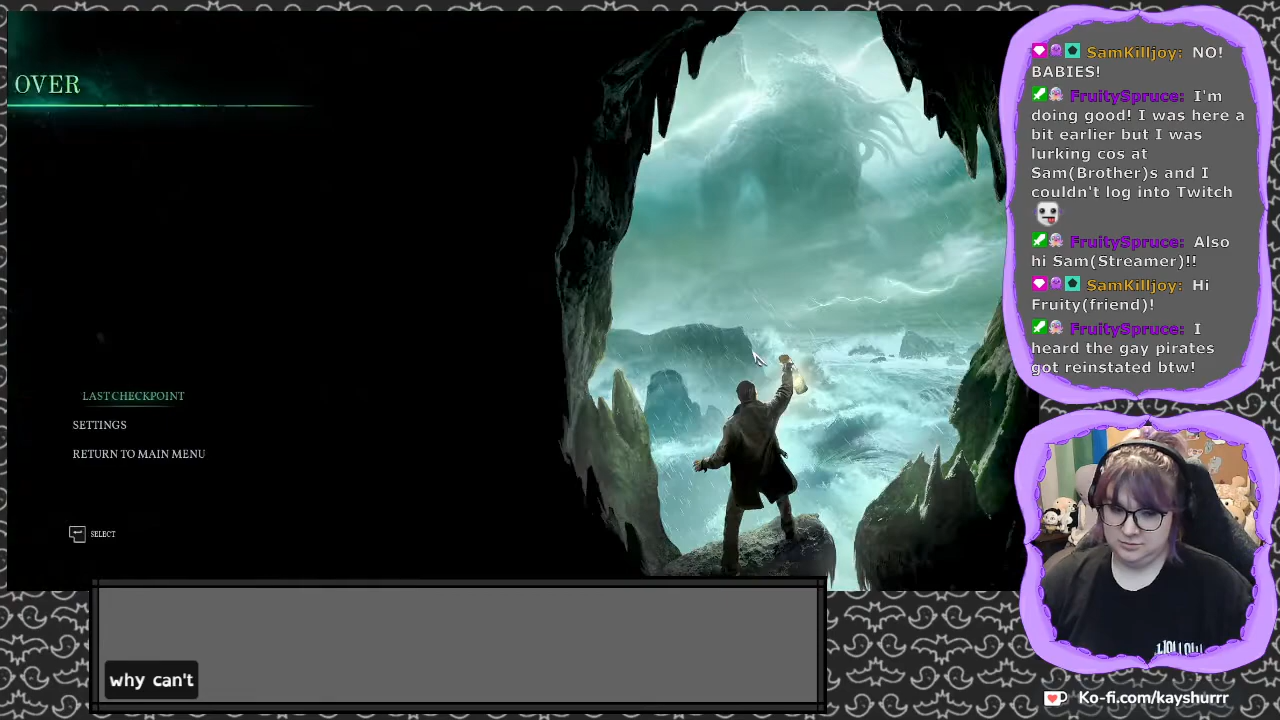 OVER
LAST CHECKPOINT
SETTINGS
RETURN TO MAIN MENU
SELECT
SamKilljoy: NO!
BABIES!
FruitySpruce: I'm
doing good! I was here a
bit earlier but I was
lurking cos at
Sam(Brother)s and I
couldn't log into Twitch
FruitySpruce: Also
hi Sam(Streamer)!!
SamKilljoy: Hi
Fruity(friend)!
FruitySpruce: I
heard the gay pirates
got reinstated btw!
why can't
Ko-fi.com/kayshurrr